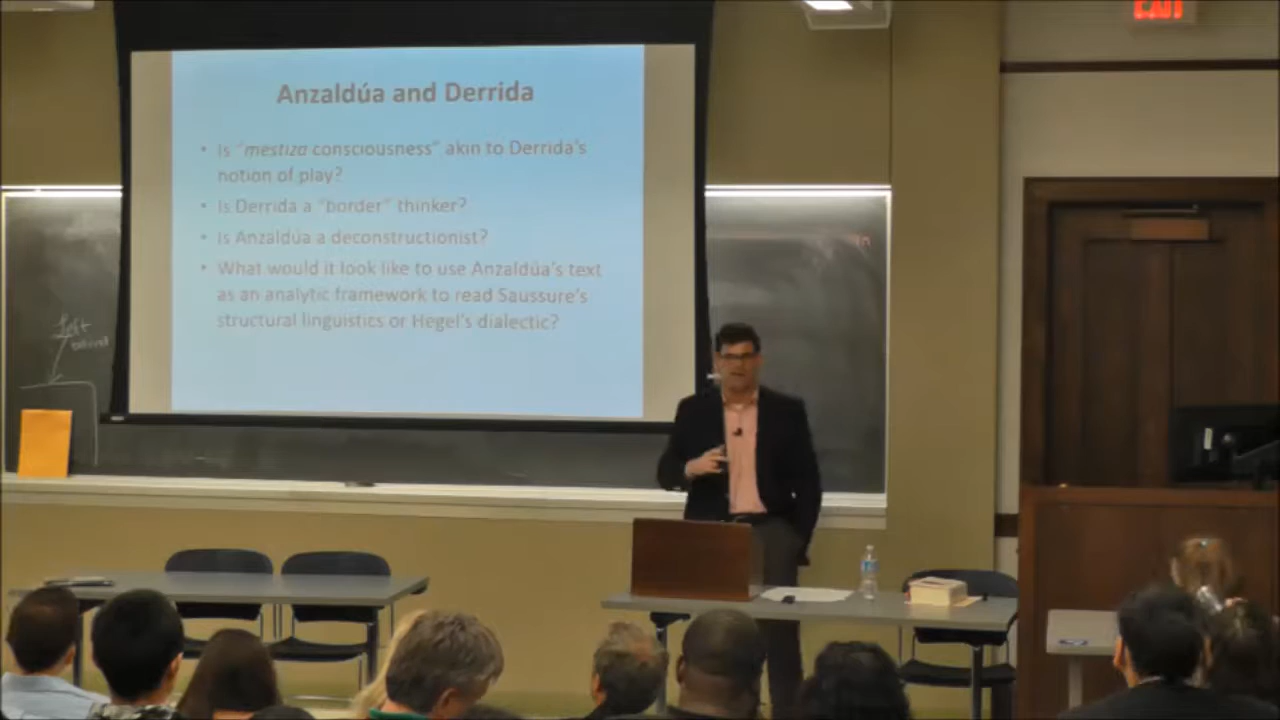 EXIT
Anzaldúa and Derrida
• Is "mestiza consciousness" akin to Derrida's
notion of play?
• Is Derrida a "border" thinker?
• Is Anzaldúa a deconstructionist?
• What would it look like to use Anzaldúa's text
as an analytic framework to read Saussure's
structural linguistics or Hegel's dialectic?
left
behind